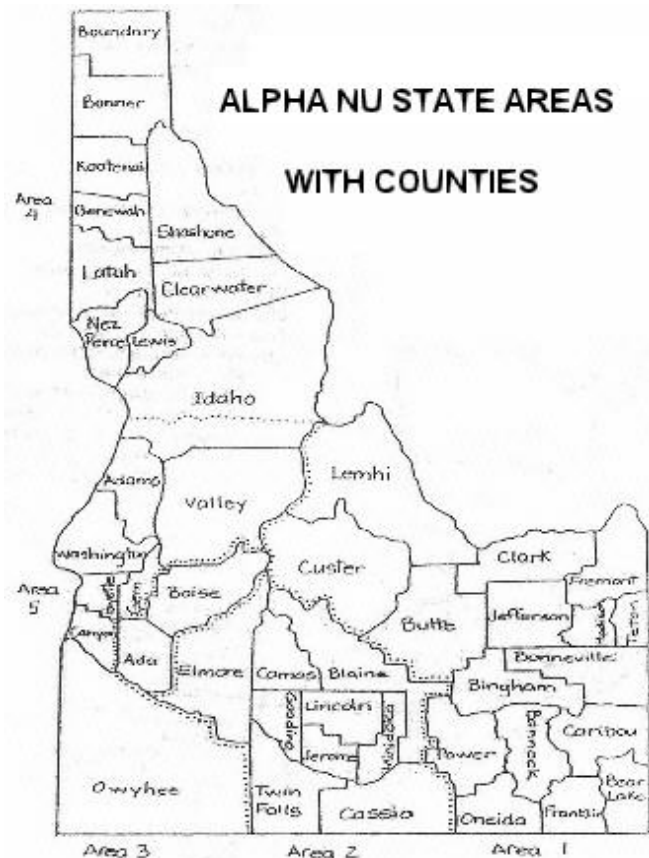 Boundary
ALPHA NU STATE AREAS
Bonner
WITH COUNTIES
Kootenai
Area 4
Benewah
Shoshone
Latah
Clearwater
Nez Perce
Lewis
Idaho
Adams
Lemhi
Valley
Washington
Custer
Clark
Area 5
Payette
Gem
Boise
Fremont
Butte
Jefferson
Madison
Teton
Canyon
Ada
Elmore
Camas
Blaine
Bonneville
Bingham
Gooding
Lincoln
Minidoka
Power
Bannock
Caribou
Jerome
Owyhee
Twin Falls
Cassia
Oneida
Franklin
Bear Lake
Area 3
Area 2
Area 1